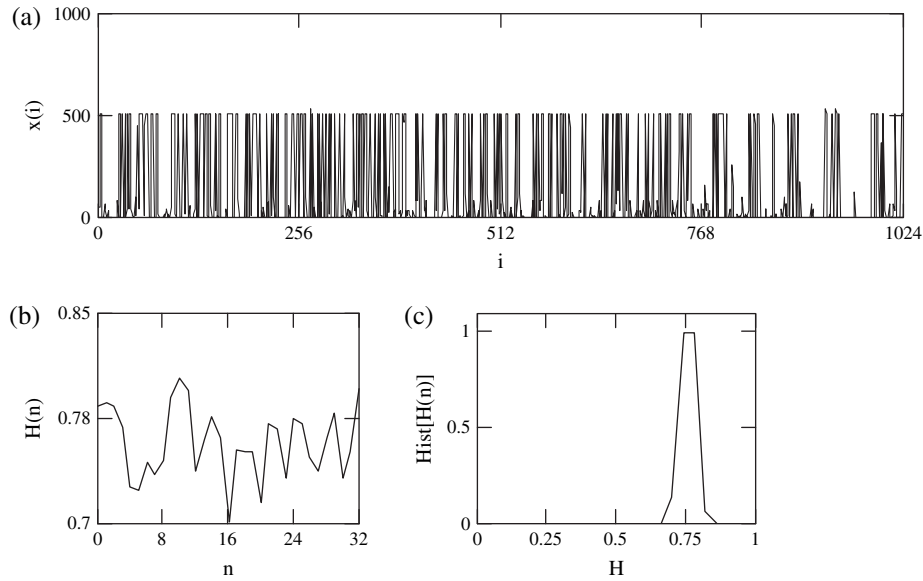 (a)
1000
500
0
x(i)
0 256 512 768 1024
i
(b)
0.85
0.78
0.7
H(n)
0 8 16 24 32
n
(c)
1
0.5
0
Hist[H(n)]
0 0.25 0.5 0.75 1
H